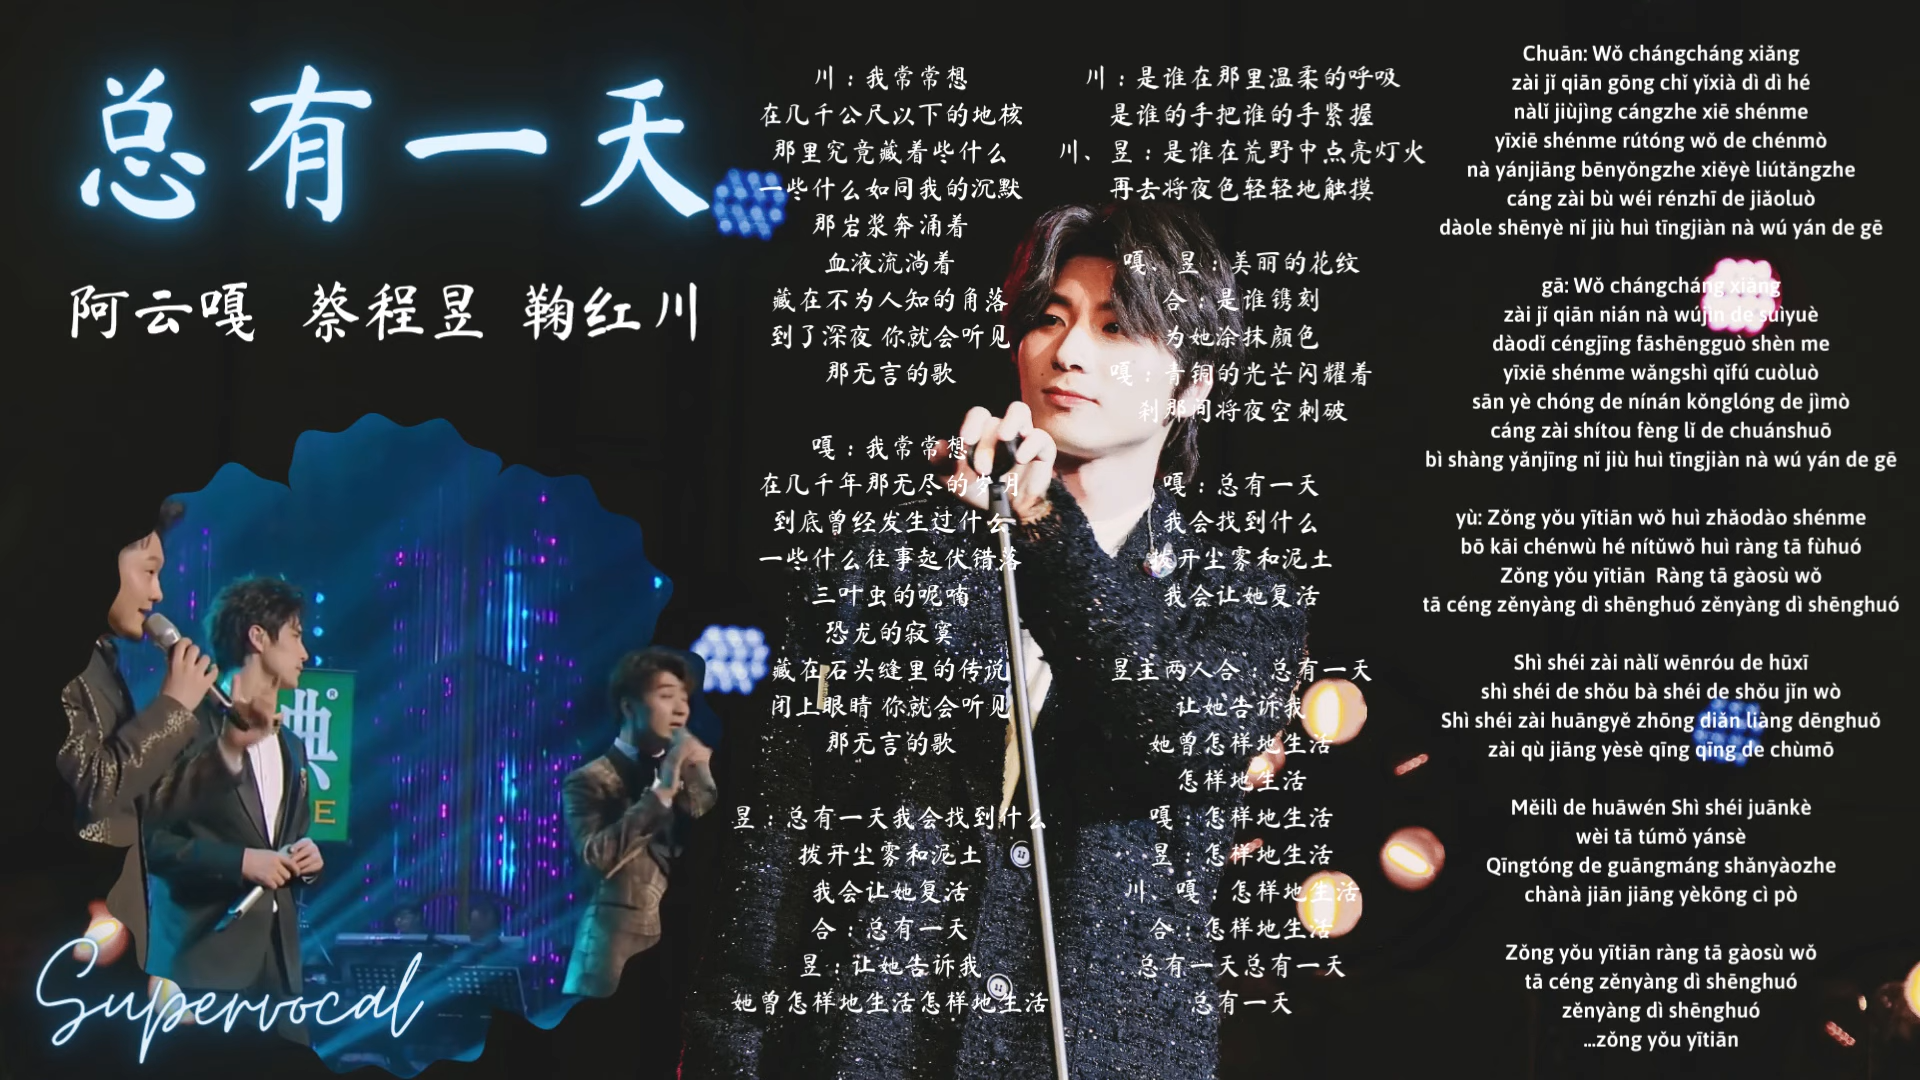 总有一天
阿云嘎 蔡程昱 鞠红川
典
®
E
Supervocal
川：我常常想
在几千公尺以下的地核
那里究竟藏着些什么
一些什么如同我的沉默
那岩浆奔涌着
血液流淌着
藏在不为人知的角落
到了深夜 你就会听见
那无言的歌
嘎：我常常想
在几千年那无尽的岁月
到底曾经发生过什么
一些什么往事起伏错落
三叶虫的呢喃
恐龙的寂寞
藏在石头缝里的传说
闭上眼睛 你就会听见
那无言的歌
昱：总有一天我会找到什么
拨开尘雾和泥土
我会让她复活
合：总有一天
昱：让她告诉我
她曾怎样地生活怎样地生活
川：是谁在那里温柔的呼吸
是谁的手把谁的手紧握
川、昱：是谁在荒野中点亮灯火
再去将夜色轻轻地触摸
嘎、昱：美丽的花纹
合：是谁镌刻
为她涂抹颜色
嘎：青铜的光芒闪耀着
刹那间将夜空刺破
嘎：总有一天
我会找到什么
拨开尘雾和泥土
我会让她复活
昱主两人合：总有一天
让她告诉我
她曾怎样地生活
怎样地生活
嘎：怎样地生活
昱：怎样地生活
川、嘎：怎样地生活
合：怎样地生活
总有一天总有一天
总有一天
Chuān: Wǒ chángcháng xiǎng
zài jǐ qiān gōng chǐ yǐxià dì dì hé
nàlǐ jiùjìng cángzhe xiē shénme
yīxiē shénme rútóng wǒ de chénmò
nà yánjiāng bēnyǒngzhe xiěyè liútǎngzhe
cáng zài bù wéi rénzhī de jiǎoluò
dàole shēnyè nǐ jiù huì tīngjiàn nà wú yán de gē
gā: Wǒ chángcháng xiǎng
zài jǐ qiān nián nà wújìn de suìyuè
dàodǐ céngjīng fāshēngguò shèn me
yīxiē shénme wǎngshì qǐfú cuòluò
sān yè chóng de nínán kǒnglóng de jìmò
cáng zài shítou fèng lǐ de chuánshuō
bì shàng yǎnjīng nǐ jiù huì tīngjiàn nà wú yán de gē
yù: Zǒng yǒu yītiān wǒ huì zhǎodào shénme
bō kāi chénwù hé nítǔwǒ huì ràng tā fùhuó
Zǒng yǒu yītiān Ràng tā gàosù wǒ
tā céng zěnyàng dì shēnghuó zěnyàng dì shēnghuó
Shì shéi zài nàlǐ wēnróu de hūxī
shì shéi de shǒu bà shéi de shǒu jǐn wò
Shì shéi zài huāngyě zhōng diǎn liàng dēnghuǒ
zài qù jiāng yèsè qīng qīng de chùmō
Měilì de huāwén Shì shéi juānkè
wèi tā túmǒ yánsè
Qīngtóng de guāngmáng shǎnyàozhe
chànà jiān jiāng yèkōng cì pò
Zǒng yǒu yītiān ràng tā gàosù wǒ
tā céng zěnyàng dì shēnghuó
zěnyàng dì shēnghuó
...zǒng yǒu yītiān